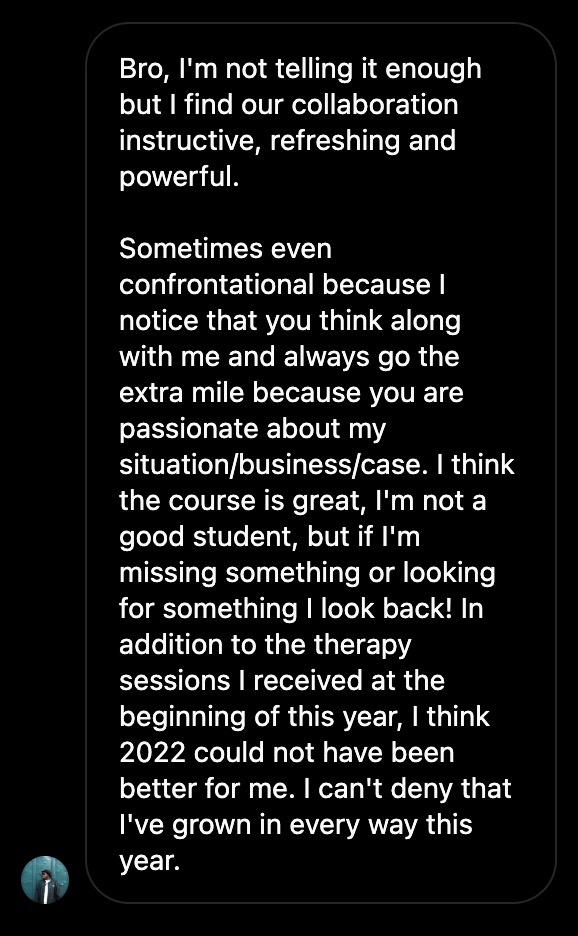 Bro, I'm not telling it enough
but I find our collaboration
instructive, refreshing and
powerful.
Sometimes even
confrontational because I
notice that you think along
with me and always go the
extra mile because you are
passionate about my
situation/business/case. I think
the course is great, I'm not a
good student, but if I'm
missing something or looking
for something I look back! In
addition to the therapy
sessions I received at the
beginning of this year, I think
2022 could not have been
better for me. I can't deny that
I've grown in every way this
year.